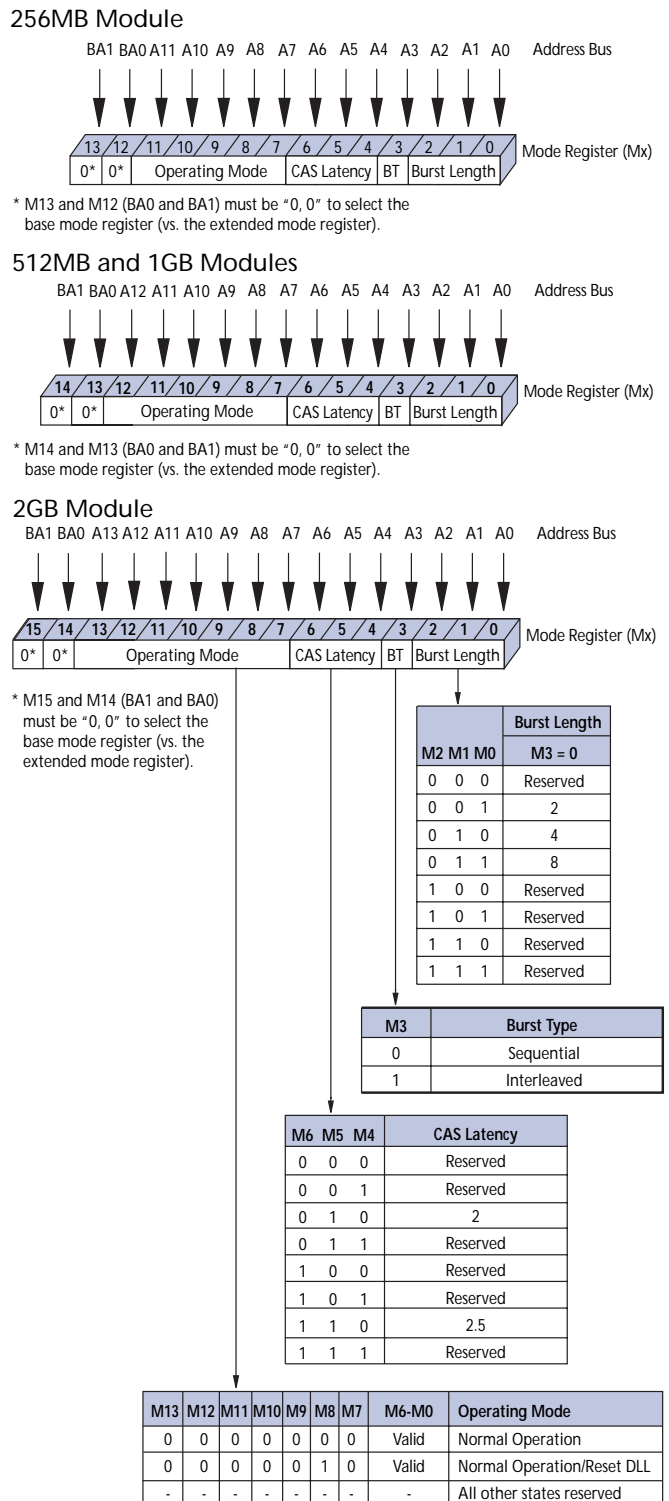 256MB Module
BA1 BA0 A11 A10 A9 A8 A7 A6 A5 A4 A3 A2 A1 A0 Address Bus
13 12 11 10 9 8 7 6 5 4 3 2 1 0 Mode Register (Mx)
0* 0* Operating Mode CAS Latency BT Burst Length
* M13 and M12 (BA0 and BA1) must be “0, 0” to select the
base mode register (vs. the extended mode register).
512MB and 1GB Modules
BA1 BA0 A12 A11 A10 A9 A8 A7 A6 A5 A4 A3 A2 A1 A0 Address Bus
14 13 12 11 10 9 8 7 6 5 4 3 2 1 0 Mode Register (Mx)
0* 0* Operating Mode CAS Latency BT Burst Length
* M14 and M13 (BA0 and BA1) must be “0, 0” to select the
base mode register (vs. the extended mode register).
2GB Module
BA1 BA0 A13 A12 A11 A10 A9 A8 A7 A6 A5 A4 A3 A2 A1 A0 Address Bus
15 14 13 12 11 10 9 8 7 6 5 4 3 2 1 0 Mode Register (Mx)
0* 0* Operating Mode CAS Latency BT Burst Length
* M15 and M14 (BA1 and BA0)
must be “0, 0” to select the
base mode register (vs. the
extended mode register).
Burst Length
M2 M1 M0 M3 = 0
0 0 0 Reserved
0 0 1 2
0 1 0 4
0 1 1 8
1 0 0 Reserved
1 0 1 Reserved
1 1 0 Reserved
1 1 1 Reserved
M3 Burst Type
0 Sequential
1 Interleaved
M6 M5 M4 CAS Latency
0 0 0 Reserved
0 0 1 Reserved
0 1 0 2
0 1 1 Reserved
1 0 0 Reserved
1 0 1 Reserved
1 1 0 2.5
1 1 1 Reserved
M13 M12 M11 M10 M9 M8 M7 M6-M0 Operating Mode
0 0 0 0 0 0 0 Valid Normal Operation
0 0 0 0 0 1 0 Valid Normal Operation/Reset DLL
- - - - - - - - All other states reserved